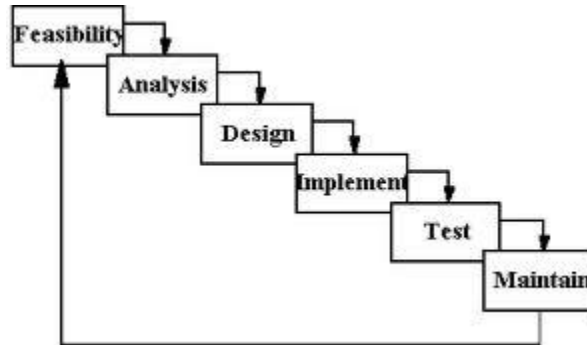 Feasibility
Analysis
Design
Implement
Test
Maintain